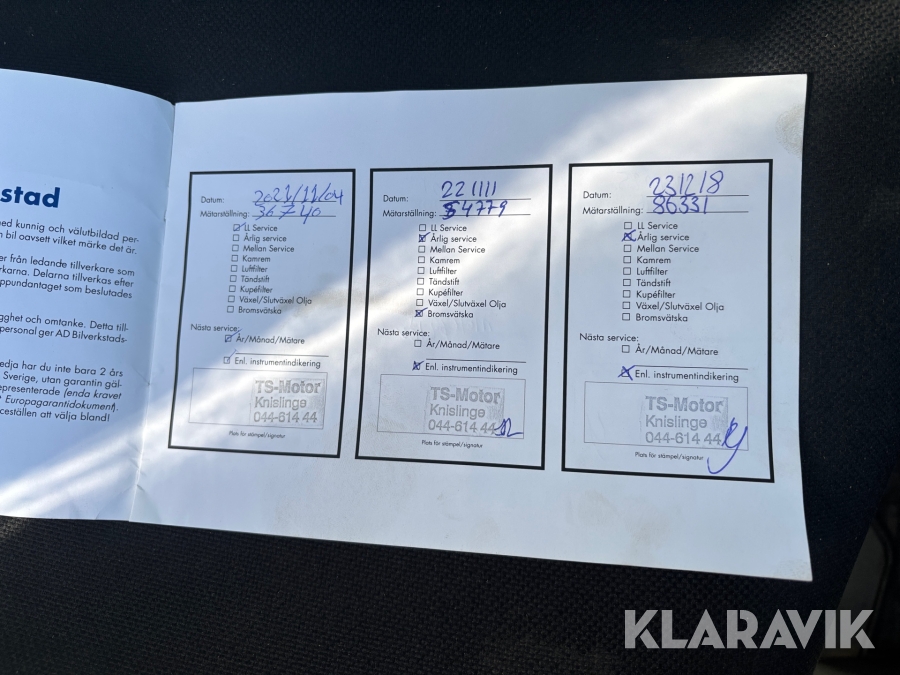 stad
med kunnig och välutbildad per-
n bil oavsett vilket märke det är.
er från ledande tillverkare som
rkarna. Delarna tillverkas efter
ppundantaget som beslutades
gghet och omtanke. Detta till-
personal ger AD Bilverkstads-
edja har du inte bara 2 års
Sverige, utan garantin gäl-
epresenterade (enda kravet
Europagarantidokument).
ceställen att välja bland!
Datum: 2021/11/04
Mätarställning: 36740
LL Service
Årlig service
Mellan Service
Kamrem
Luftfilter
Tändstift
Kupéfilter
Växel/Slutväxel Olja
Bromsvätska
Nästa service:
År/Månad/Mätare
Enl. instrumentindikering
TS-Motor
Knislinge
044-614 44
Plats för stämpel/signatur
Datum: 221111
Mätarställning: 54779
LL Service
Årlig service
Mellan Service
Kamrem
Luftfilter
Tändstift
Kupéfilter
Växel/Slutväxel Olja
Bromsvätska
Nästa service:
År/Månad/Mätare
Enl. instrumentindikering
TS-Motor
Knislinge
044-614 44
Plats för stämpel/signatur
Datum: 231218
Mätarställning: 86331
LL Service
Årlig service
Mellan Service
Kamrem
Luftfilter
Tändstift
Kupéfilter
Växel/Slutväxel Olja
Bromsvätska
Nästa service:
År/Månad/Mätare
Enl. instrumentindikering
TS-Motor
Knislinge
044-614 44
Plats för stämpel/signatur
KLARAVIK